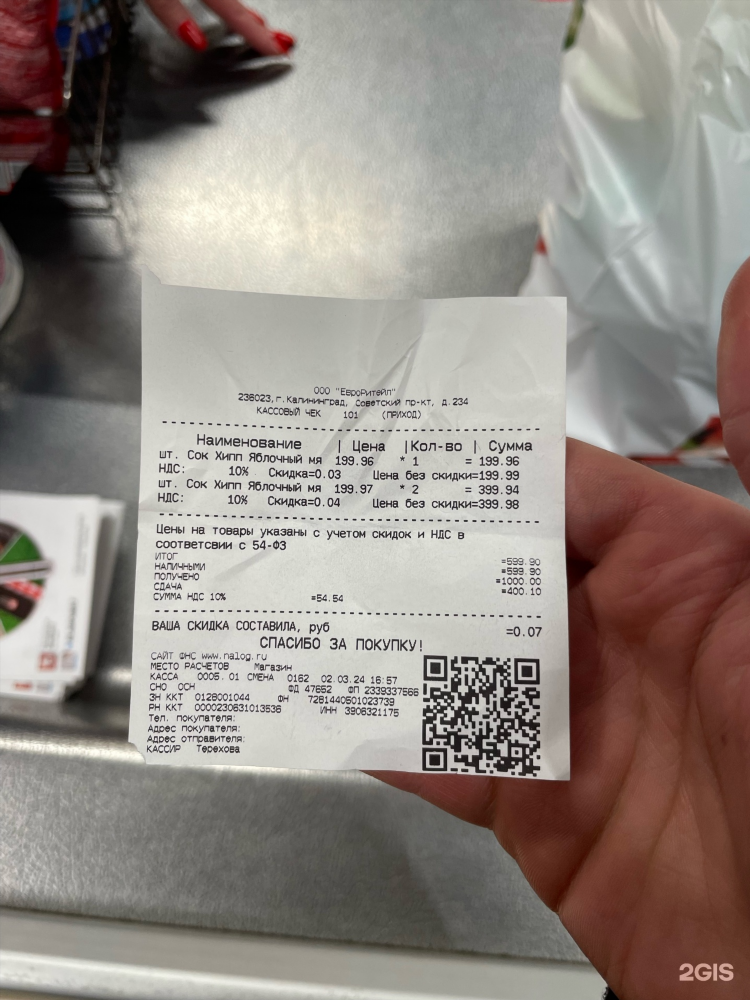 ООО "ЕвроРитейл"
236023,г.Калининград, Советский пр-кт, д.234
КАССОВЫЙ ЧЕК 101 (ПРИХОД)
Наименование | Цена |Кол-во | Сумма
шт. Сок Хипп Яблочный мя 199.96 * 1 = 199.96
НДС: 10% Скидка=0.03 Цена без скидки=199.99
шт. Сок Хипп Яблочный мя 199.97 * 2 = 399.94
НДС: 10% Скидка=0.04 Цена без скидки=399.98
Цены на товары указаны с учетом скидок и НДС в
соответсвии с 54-ФЗ
ИТОГ =599.90
НАЛИЧНЫМИ =599.90
ПОЛУЧЕНО =1000.00
СДАЧА =400.10
СУММА НДС 10% =54.54
ВАША СКИДКА СОСТАВИЛА, руб =0.07
СПАСИБО ЗА ПОКУПКУ!
САЙТ ФНС www.nalog.ru
МЕСТО РАСЧЕТОВ Магазин
КАССА 0005.01 СМЕНА 0162 02.03.24 16:57
СНО ОСН ФД 47652 ФП 2339337566
ЗН ККТ 0128001044 ФН 7281440501023739
РН ККТ 0000230631013536 ИНН 3906321175
Тел. покупателя:
Адрес покупателя:
Адрес отправителя:
КАССИР Терехова
2GIS